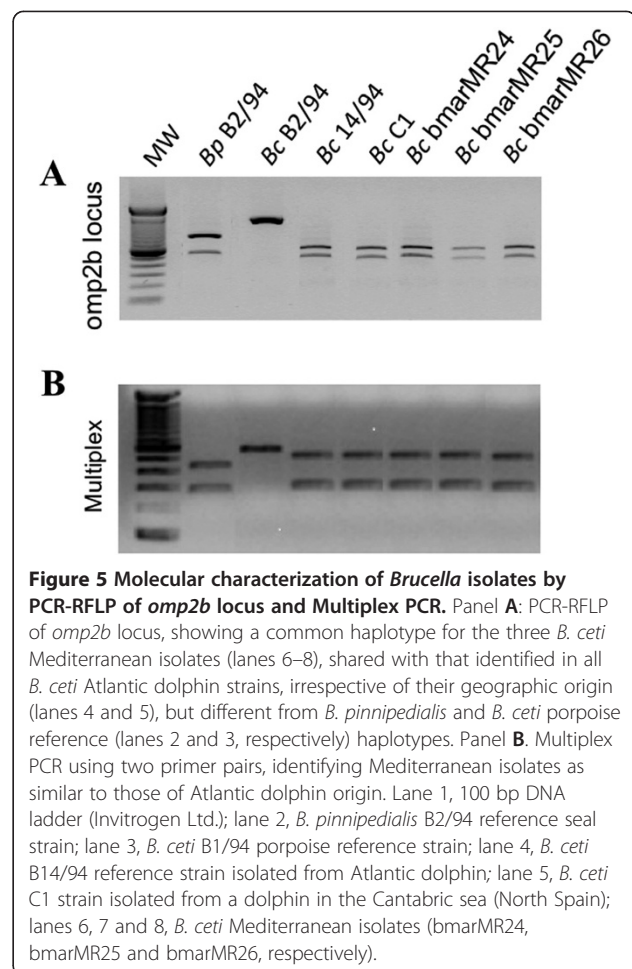 MW
Bp B2/94
Bc B2/94
Bc 14/94
Bc C1
Bc bmarMR24
Bc bmarMR25
Bc bmarMR26
A
omp2b locus
B
Multiplex
Figure 5 Molecular characterization of Brucella isolates by
PCR-RFLP of omp2b locus and Multiplex PCR. Panel A: PCR-RFLP
of omp2b locus, showing a common haplotype for the three B. ceti
Mediterranean isolates (lanes 6–8), shared with that identified in all
B. ceti Atlantic dolphin strains, irrespective of their geographic origin
(lanes 4 and 5), but different from B. pinnipedialis and B. ceti porpoise
reference (lanes 2 and 3, respectively) haplotypes. Panel B. Multiplex
PCR using two primer pairs, identifying Mediterranean isolates as
similar to those of Atlantic dolphin origin. Lane 1, 100 bp DNA
ladder (Invitrogen Ltd.); lane 2, B. pinnipedialis B2/94 reference seal
strain; lane 3, B. ceti B1/94 porpoise reference strain; lane 4, B. ceti
B14/94 reference strain isolated from Atlantic dolphin; lane 5, B. ceti
C1 strain isolated from a dolphin in the Cantabric sea (North Spain);
lanes 6, 7 and 8, B. ceti Mediterranean isolates (bmarMR24,
bmarMR25 and bmarMR26, respectively).